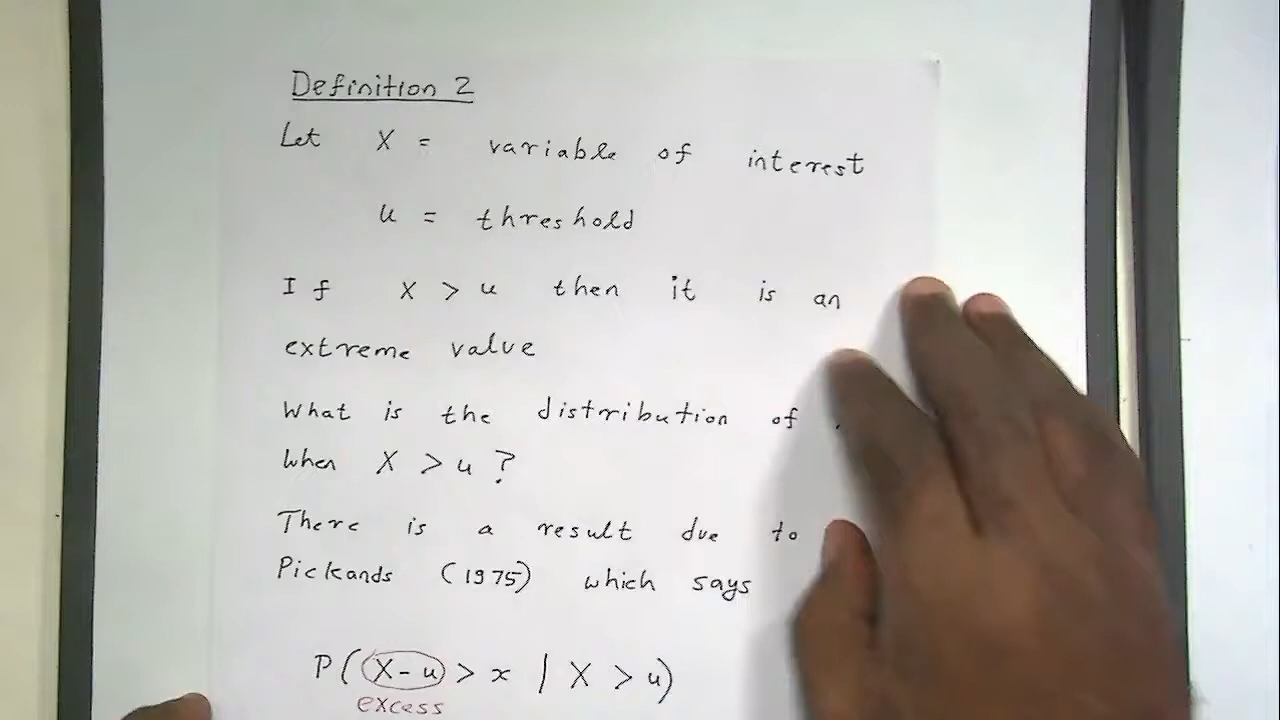 Definition 2
Let X = variable of interest
u = threshold
If X > u then it is an
extreme value
What is the distribution of
when X > u ?
There is a result due to
Pickands (1975) which says
P(X-u > x | X > u)
excess